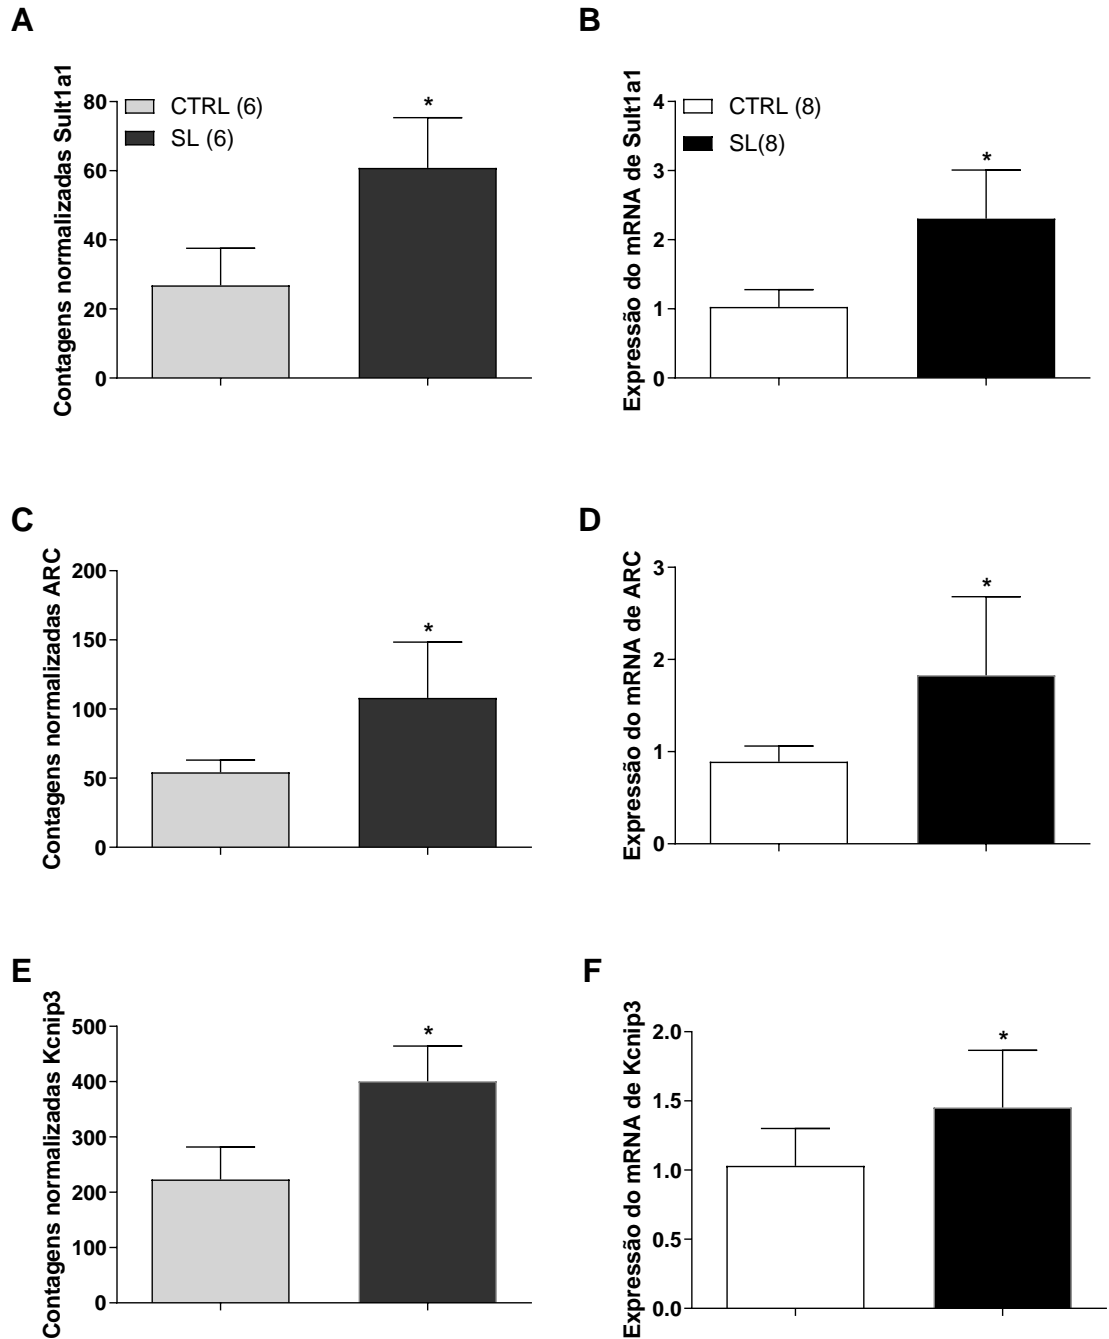 A
Contagens normalizadas Sult1a1
80
60
40
20
0
CTRL (6)
SL (6)
*
B
Expressão do mRNA de Sult1a1
4
3
2
1
0
CTRL (8)
SL(8)
*
C
Contagens normalizadas ARC
200
150
100
50
0
*
D
Expressão do mRNA de ARC
3
2
1
0
*
E
Contagens normalizadas Kcnip3
500
400
300
200
100
0
*
F
Expressão do mRNA de Kcnip3
2.0
1.5
1.0
0.5
0.0
*